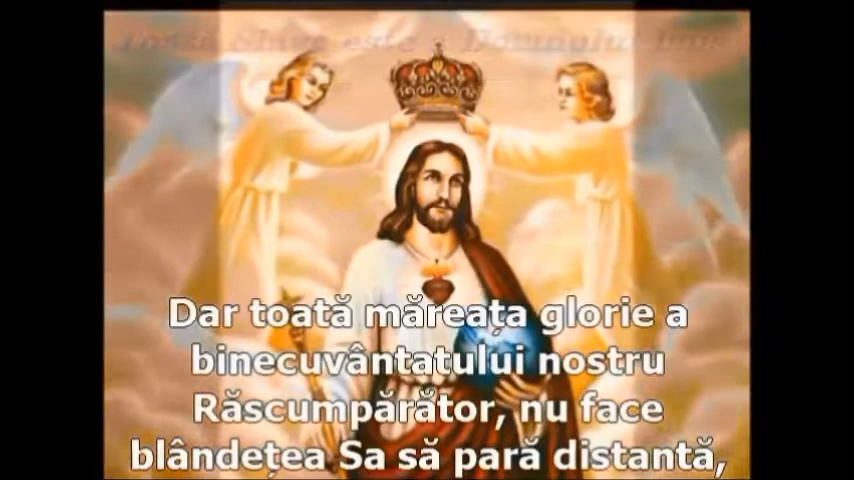 Dar toată măreața glorie a
binecuvântatului nostru
Răscumpărător, nu face
blândețea Sa să pară distantă,